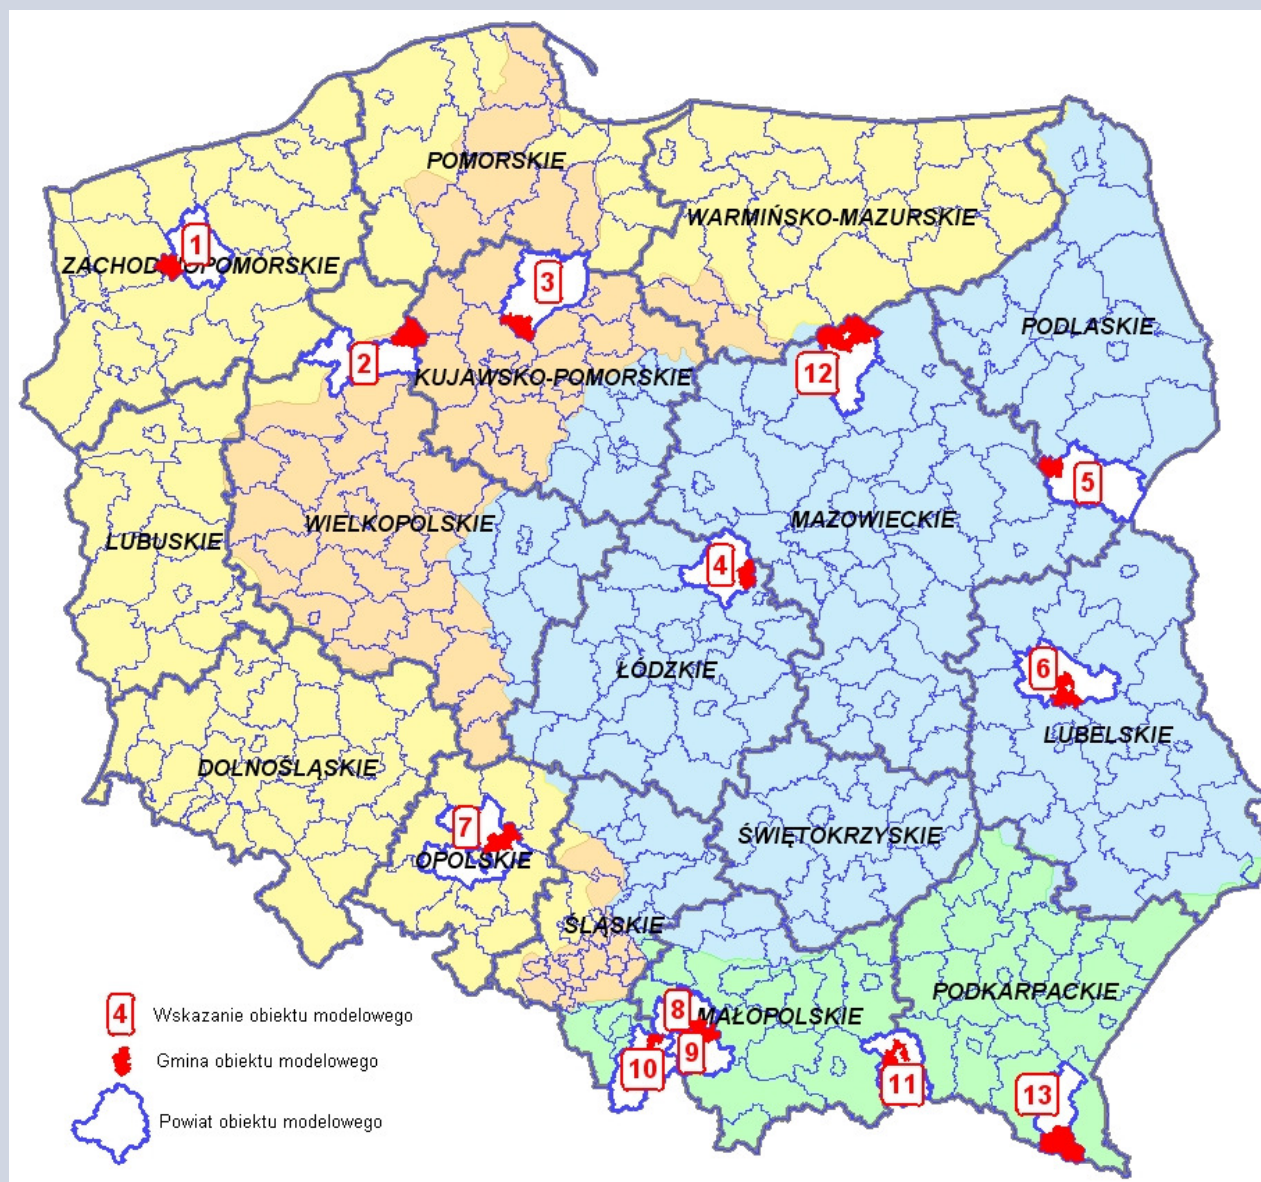 POMORSKIE
WARMIŃSKO-MAZURSKIE
1
ZACHODNIOPOMORSKIE
3
PODLASKIE
2
KUJAWSKO-POMORSKIE
12
5
WIELKOPOLSKIE
MAZOWIECKIE
LUBUSKIE
4
6
ŁÓDZKIE
LUBELSKIE
DOLNOŚLĄSKIE
7
ŚWIĘTOKRZYSKIE
OPOLSKIE
ŚLĄSKIE
PODKARPACKIE
8
MAŁOPOLSKIE
9
10
11
13
4 Wskazanie obiektu modelowego
Gmina obiektu modelowego
Powiat obiektu modelowego